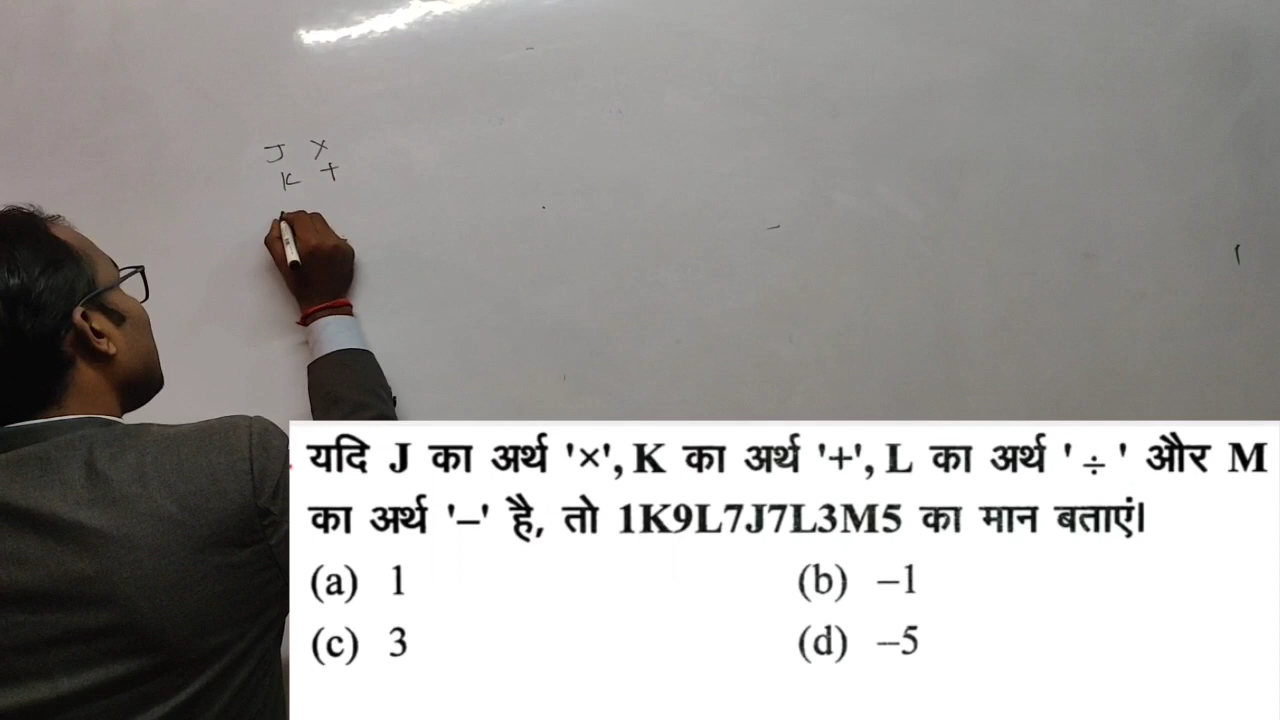 J ×
K +
यदि J का अर्थ '×', K का अर्थ '+', L का अर्थ ' ÷ ' और M
का अर्थ '–' है, तो 1K9L7J7L3M5 का मान बताएं।
(a) 1 (b) –1
(c) 3 (d) –5